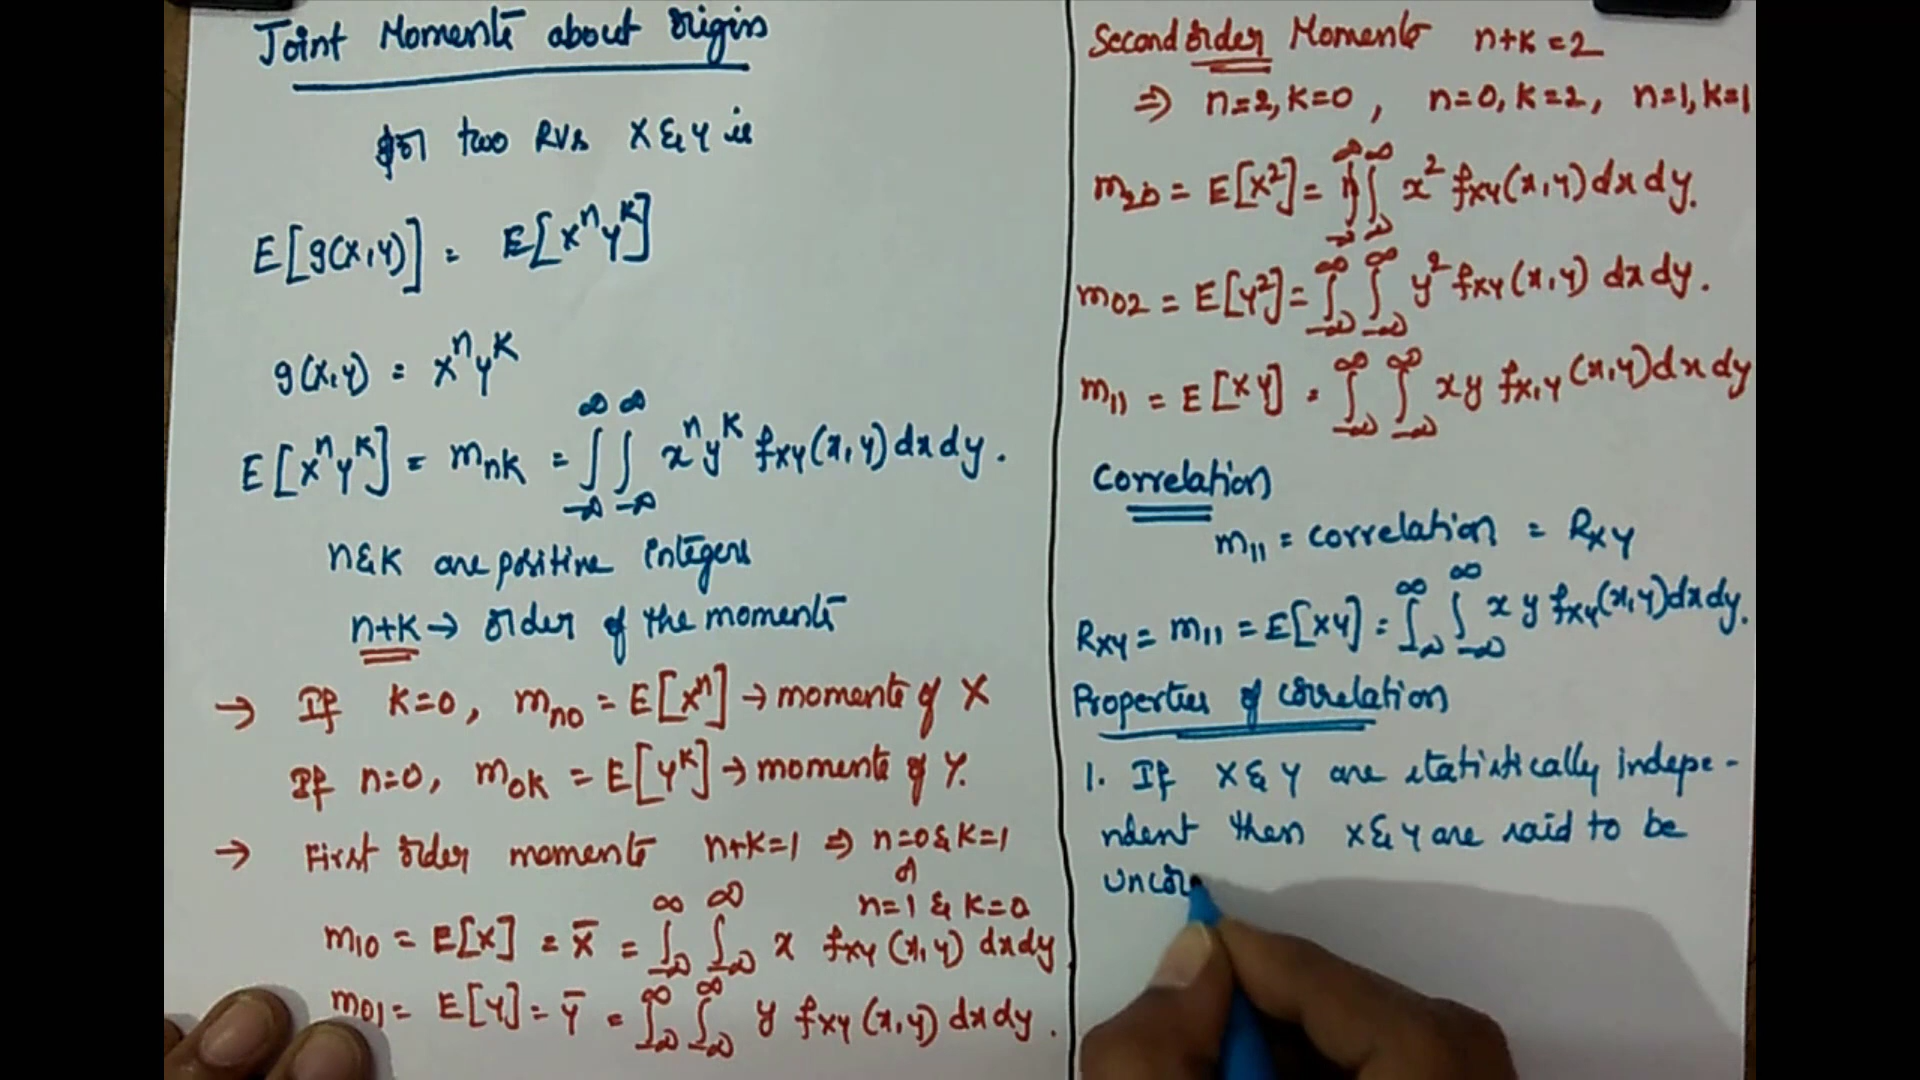 Joint Moments about origins
for two RVs X & Y is
E[g(X,Y)] = E[X^n Y^K]
g(X,Y) = X^n Y^K
E[X^n Y^K] = m_nK = ∫_-∞^∞ ∫_-∞^∞ x^n y^K f_XY(x,y) dx dy.
n & K are positive integers
n+K → order of the moments
→ If K=0, m_n0 = E[X^n] → moments of X
If n=0, m_0K = E[Y^K] → moments of Y.
→ First order moments n+K=1 ⇒ n=0 & K=1
or
n=1 & K=0
m_10 = E[X] = X̄ = ∫_-∞^∞ ∫_-∞^∞ x f_XY(x,y) dx dy
m_01 = E[Y] = Ȳ = ∫_-∞^∞ ∫_-∞^∞ y f_XY(x,y) dx dy.
Second order Moments n+K=2
⇒ n=2, K=0, n=0, K=2, n=1, K=1
m_20 = E[X^2] = ∫_-∞^∞ ∫_-∞^∞ x^2 f_XY(x,y) dx dy.
m_02 = E[Y^2] = ∫_-∞^∞ ∫_-∞^∞ y^2 f_XY(x,y) dx dy.
m_11 = E[XY] = ∫_-∞^∞ ∫_-∞^∞ xy f_X,Y(x,y) dx dy
Correlation
m_11 = correlation = R_XY
R_XY = m_11 = E[XY] = ∫_-∞^∞ ∫_-∞^∞ x y f_XY(x,y) dx dy.
Properties of correlation
1. If X & Y are statistically indepe-
ndent then X & Y are said to be
uncor